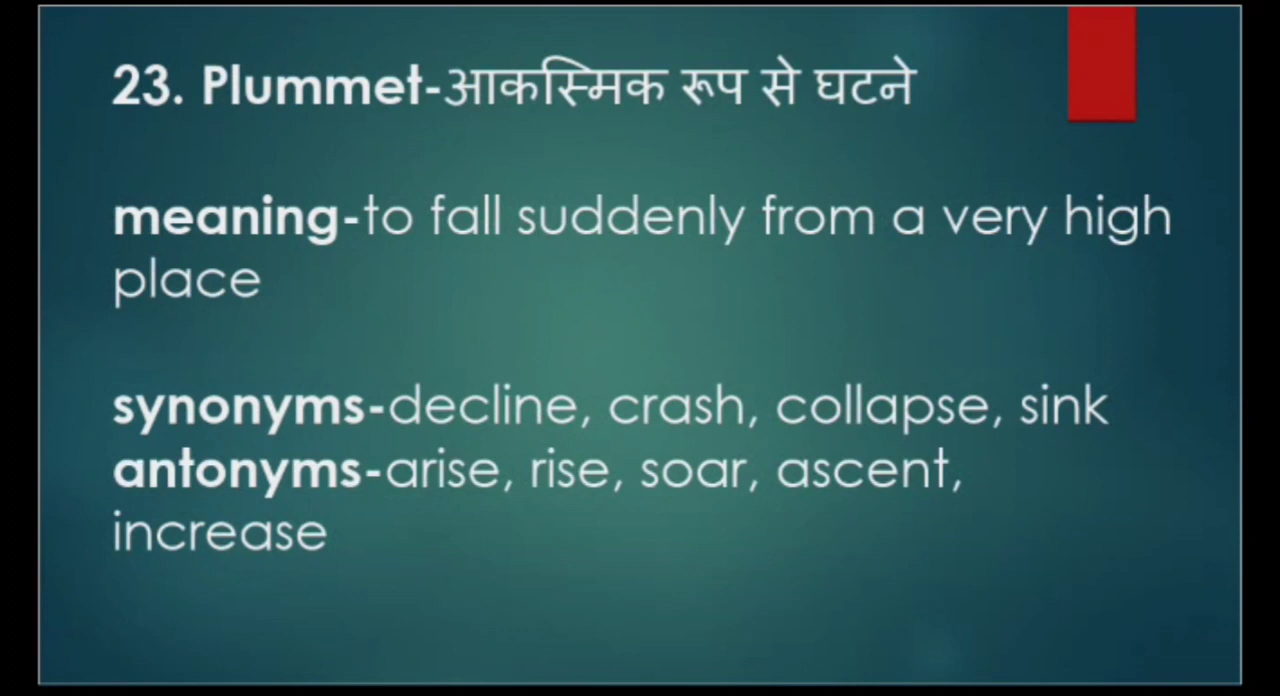 23. Plummet-आकस्मिक रूप से घटने
meaning-to fall suddenly from a very high
place
synonyms-decline, crash, collapse, sink
antonyms-arise, rise, soar, ascent,
increase